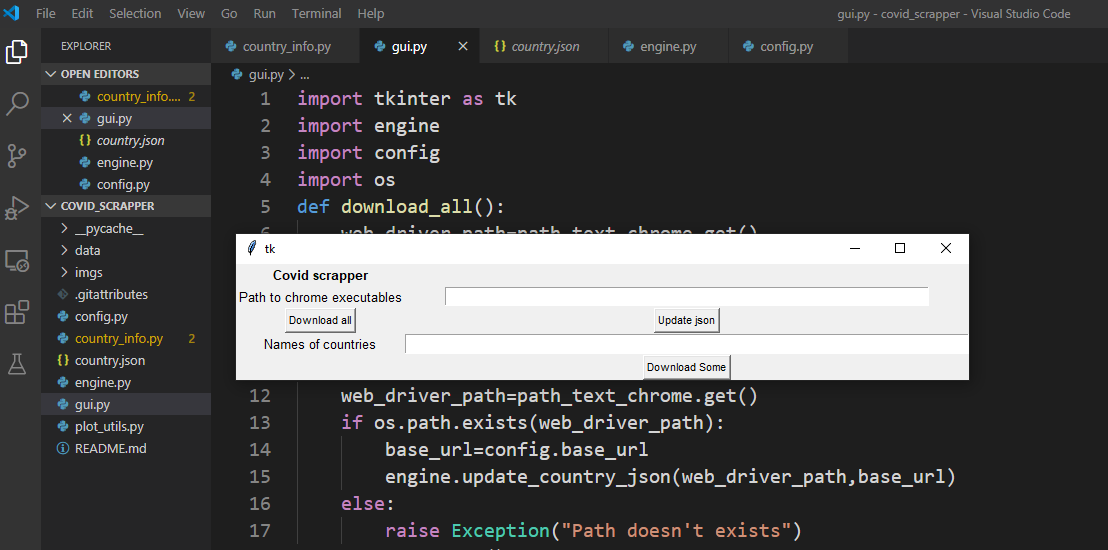 File Edit Selection View Go Run Terminal Help gui.py - covid_scrapper - Visual Studio Code
EXPLORER
OPEN EDITORS
country_info.... 2
gui.py
country.json
engine.py
config.py
COVID_SCRAPPER
__pycache__
data
imgs
.gitattributes
config.py
country_info.py 2
country.json
engine.py
gui.py
plot_utils.py
README.md
country_info.py gui.py country.json engine.py config.py
gui.py > ...
1 import tkinter as tk
2 import engine
3 import config
4 import os
5 def download_all():
6 web_driver_path=path_text_chrome.get()
tk
Covid scrapper
Path to chrome executables
Download all Update json
Names of countries
Download Some
12 web_driver_path=path_text_chrome.get()
13 if os.path.exists(web_driver_path):
14 base_url=config.base_url
15 engine.update_country_json(web_driver_path,base_url)
16 else:
17 raise Exception("Path doesn't exists")